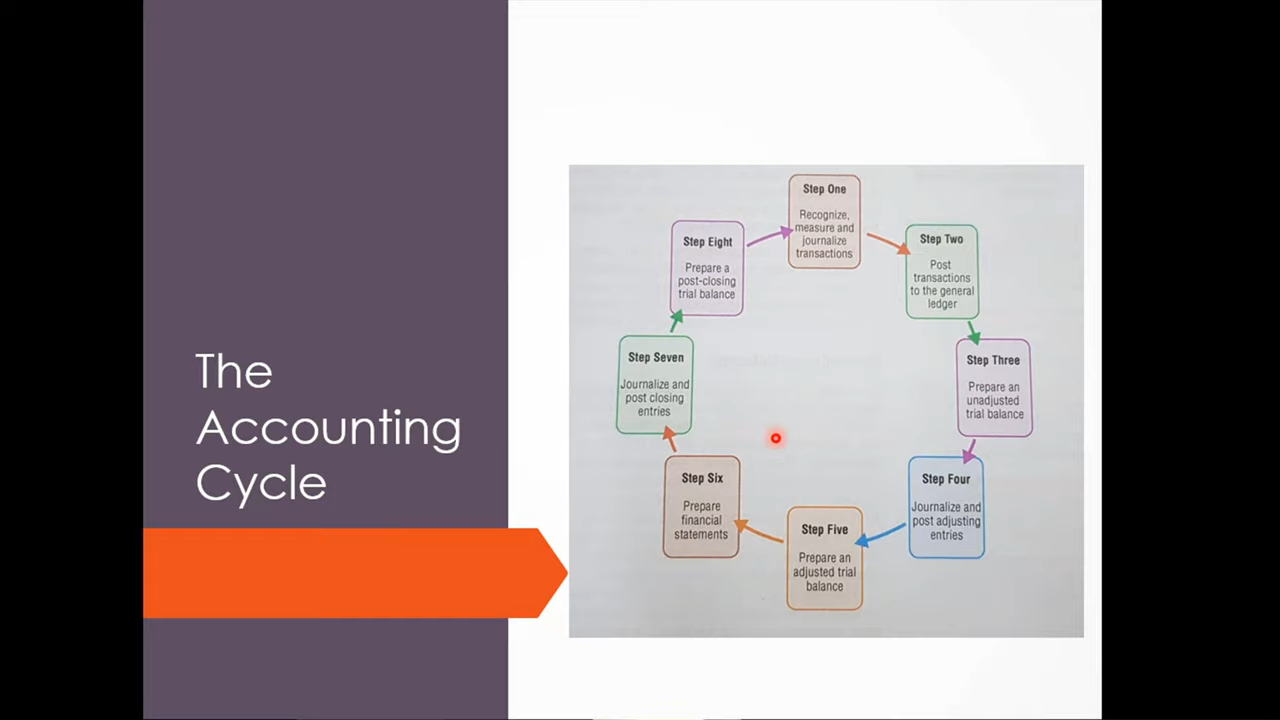 The
Accounting
Cycle
Step One
Recognize,
measure and
journalize
transactions
Step Two
Post
transactions
to the general
ledger
Step Three
Prepare an
unadjusted
trial balance
Step Four
Journalize and
post adjusting
entries
Step Five
Prepare an
adjusted trial
balance
Step Six
Prepare
financial
statements
Step Seven
Journalize and
post closing
entries
Step Eight
Prepare a
post-closing
trial balance